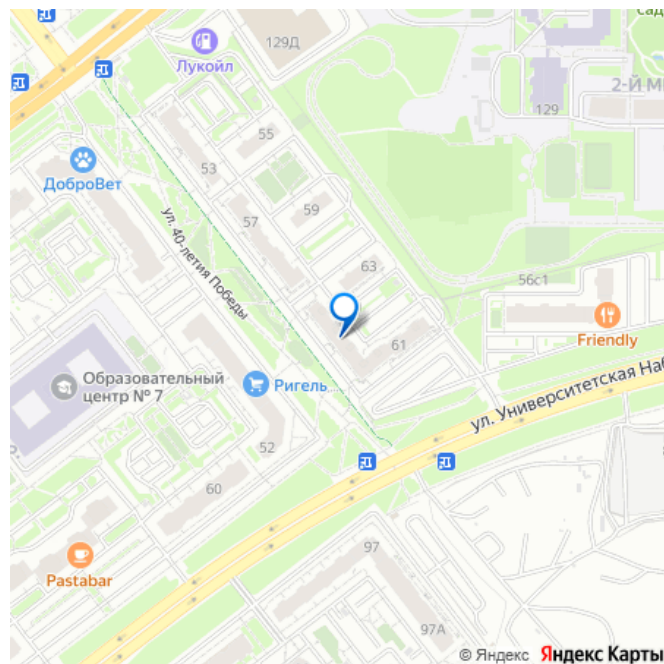 сад
129Д
Лукойл
2-Й М
129
55
53
ДоброВет
59
57
ул. 40-летия Победы
63
56с1
Friendly
61
Образовательный
центр № 7
Ригель
ул. Университетская Наб
52
60
97
Pastabar
97А
© Яндекс Яндекс Карты